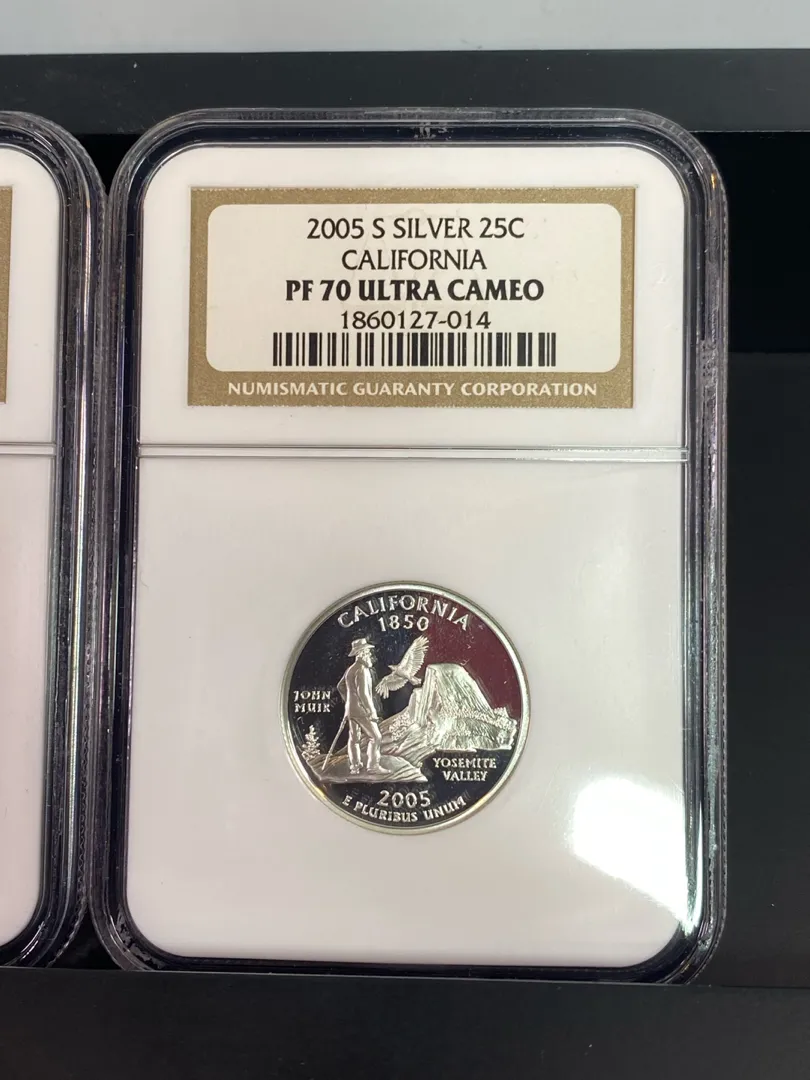 2005 S SILVER 25C
CALIFORNIA
PF 70 ULTRA CAMEO
1860127-014
NUMISMATIC GUARANTY CORPORATION
CALIFORNIA
1850
JOHN
MUIR
YOSEMITE
VALLEY
2005
E PLURIBUS UNUM